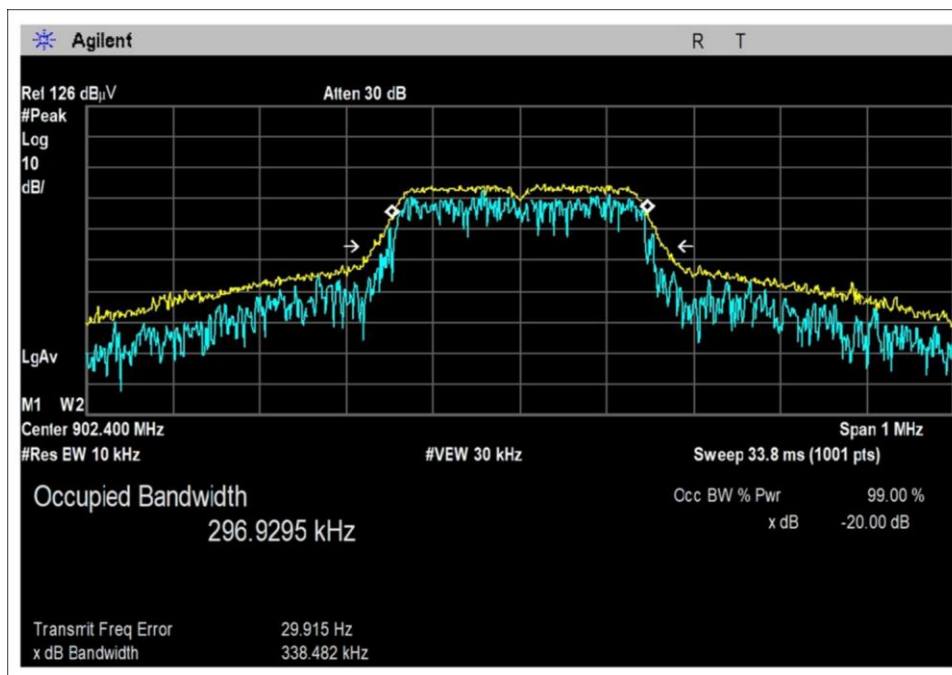 Agilent
R T
Ref 126 dBµV
Atten 30 dB
#Peak
Log
10
dB/
LgAv
M1 W2
Center 902.400 MHz
Span 1 MHz
#Res BW 10 kHz
#VBW 30 kHz
Sweep 33.8 ms (1001 pts)
Occupied Bandwidth
296.9295 kHz
Occ BW % Pwr 99.00 %
x dB -20.00 dB
Transmit Freq Error 29.915 Hz
x dB Bandwidth 338.482 kHz